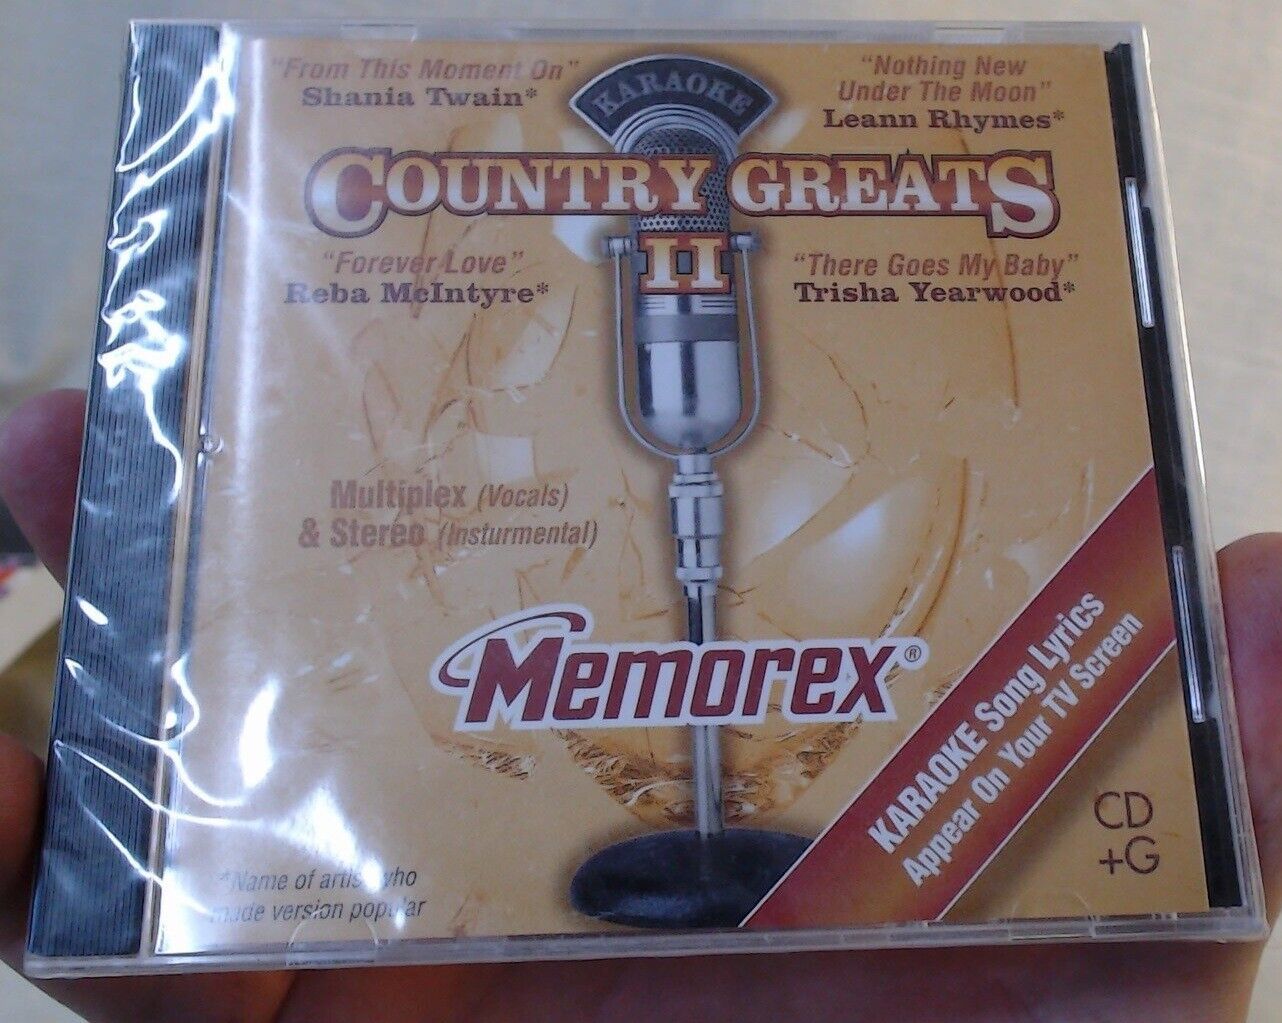 "From This Moment On"
Shania Twain*
KARAOKE
"Nothing New
Under The Moon"
Leann Rhymes*
COUNTRY GREATS
II
"Forever Love"
Reba McIntyre*
"There Goes My Baby"
Trisha Yearwood*
Multiplex (Vocals)
& Stereo (Insturmental)
Memorex®
KARAOKE Song Lyrics
Appear On Your TV Screen
CD
+G
*Name of artist who
made version popular